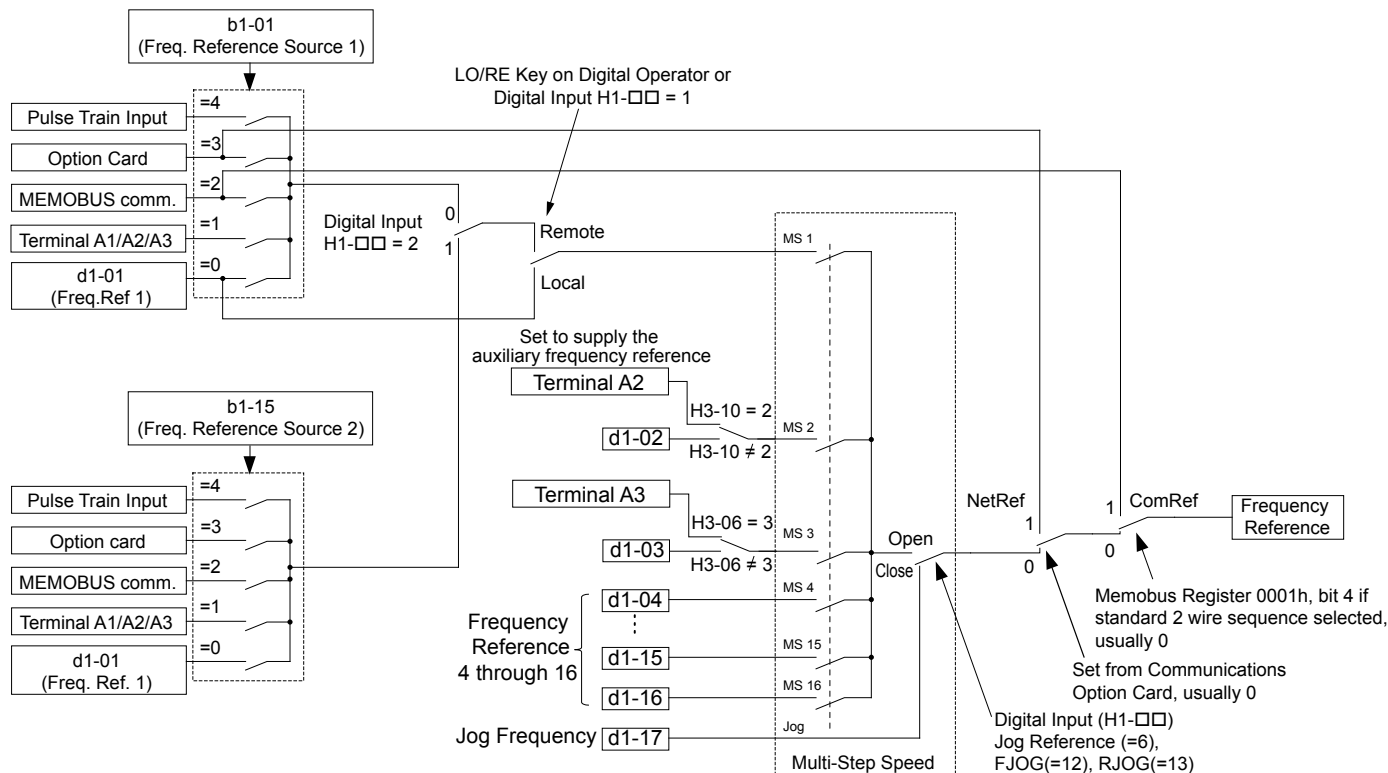 b1-01
(Freq. Reference Source 1)
=4
Pulse Train Input
=3
Option Card
=2
MEMOBUS comm.
=1
Terminal A1/A2/A3
=0
d1-01
(Freq.Ref 1)
LO/RE Key on Digital Operator or
Digital Input H1-□□ = 1
Digital Input
H1-□□ = 2
0
1
Remote
Local
b1-15
(Freq. Reference Source 2)
=4
Pulse Train Input
=3
Option card
=2
MEMOBUS comm.
=1
Terminal A1/A2/A3
=0
d1-01
(Freq. Ref. 1)
Set to supply the
auxiliary frequency reference
Terminal A2
H3-10 = 2
d1-02
H3-10 ≠ 2
Terminal A3
H3-06 = 3
d1-03
H3-06 ≠ 3
Frequency
Reference
4 through 16
d1-04
d1-15
d1-16
Jog Frequency
d1-17
MS 1
MS 2
MS 3
MS 4
MS 15
MS 16
Jog
Multi-Step Speed
Open
Close
NetRef
1
0
ComRef
1
0
Frequency
Reference
Memobus Register 0001h, bit 4 if
standard 2 wire sequence selected,
usually 0
Set from Communications
Option Card, usually 0
Digital Input (H1-□□)
Jog Reference (=6),
FJOG(=12), RJOG(=13)